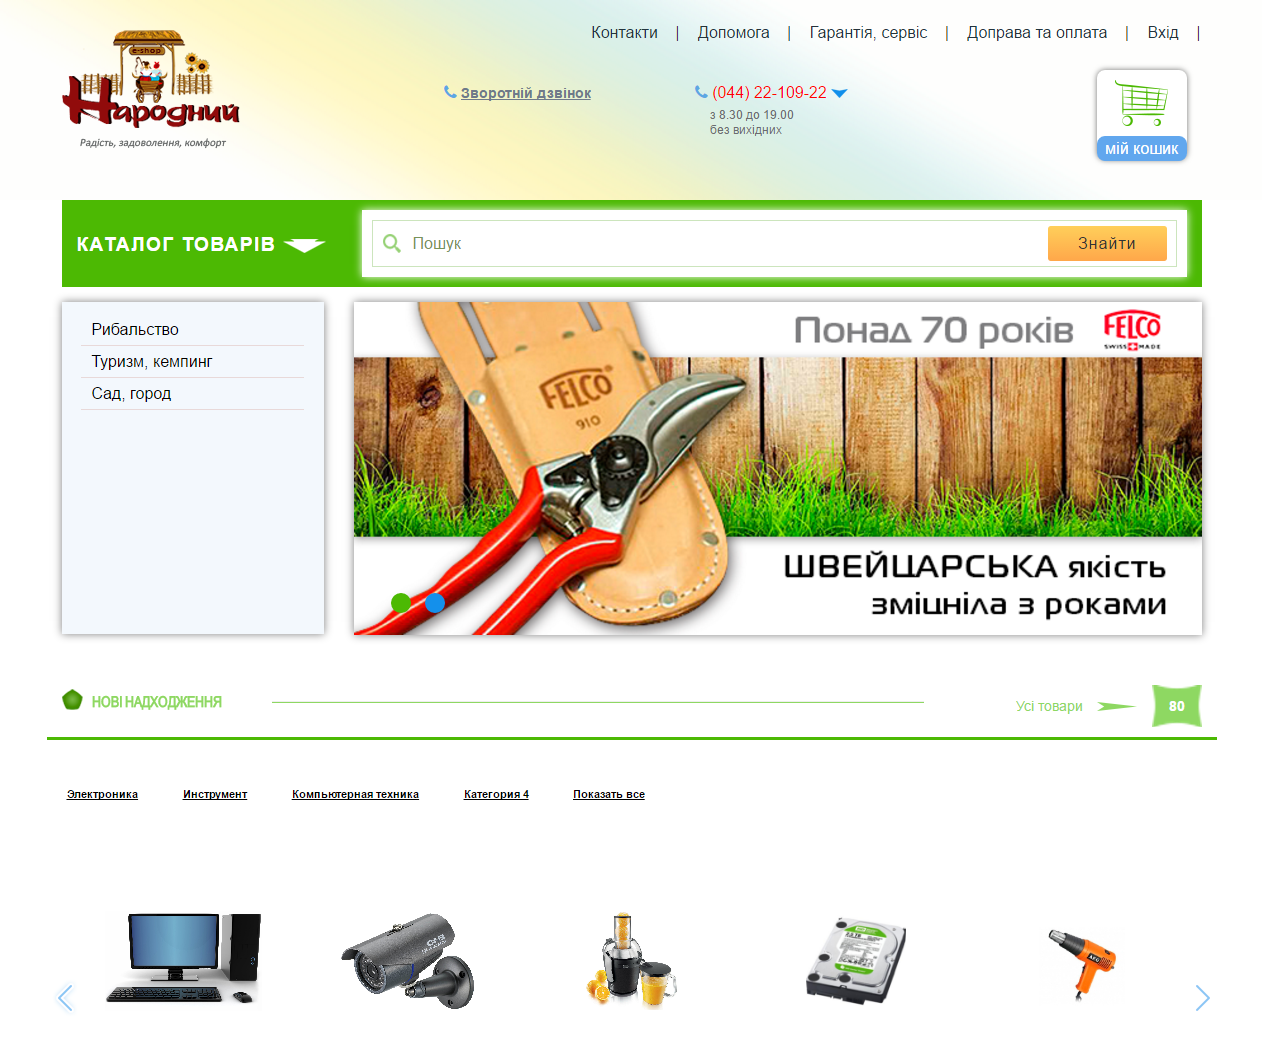 Контакти | Допомога | Гарантія, сервіс | Доправа та оплата | Вхід |
e-shop
Народний
Радість, задоволення, комфорт
Зворотній дзвінок
(044) 22-109-22
з 8.30 до 19.00
без вихідних
мій кошик
КАТАЛОГ ТОВАРІВ
Пошук
Знайти
Рибальство
Туризм, кемпінг
Сад, город
Понад 70 років
FELCO
SWISS MADE
FELCO
910
ШВЕЙЦАРСЬКА якість
зміцніла з роками
НОВІ НАДХОДЖЕННЯ
Усі товари
80
Электроника
Инструмент
Компьютерная техника
Категория 4
Показать все